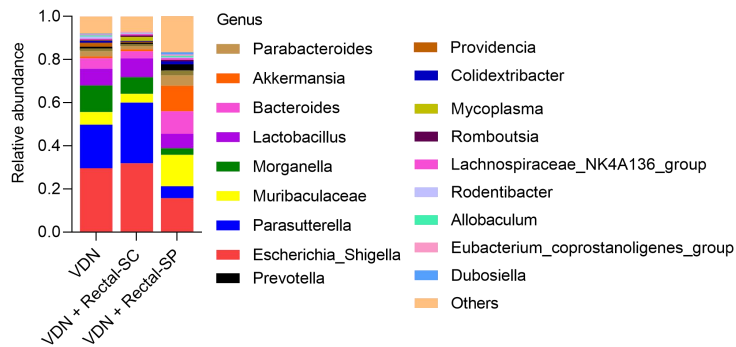 Relative abundance
1.0
0.8
0.6
0.4
0.2
0.0
VDN
VDN + Rectal-SC
VDN + Rectal-SP
Genus
Parabacteroides
Akkermansia
Bacteroides
Lactobacillus
Morganella
Muribaculaceae
Parasutterella
Escherichia_Shigella
Prevotella
Providencia
Colidextribacter
Mycoplasma
Romboutsia
Lachnospiraceae_NK4A136_group
Rodentibacter
Allobaculum
Eubacterium_coprostanoligenes_group
Dubosiella
Others